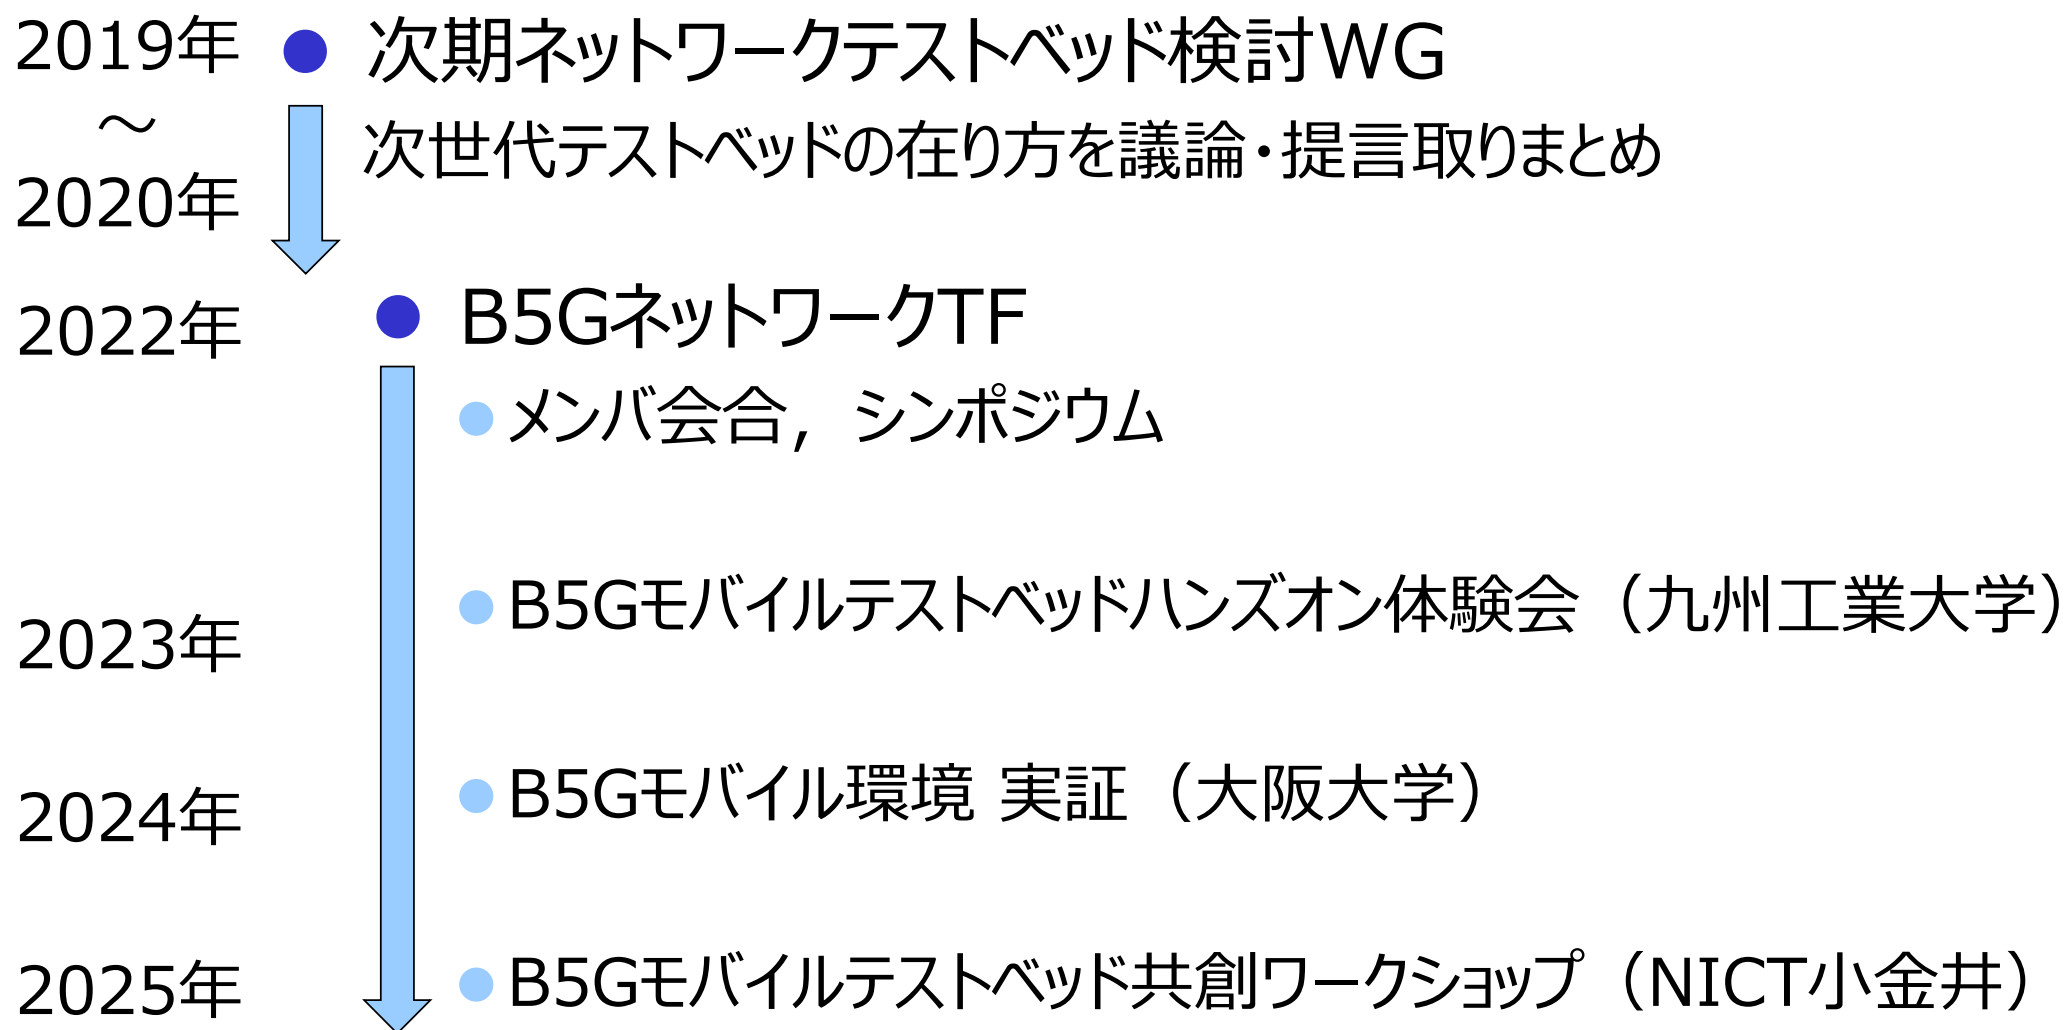 2019年
次期ネットワークテストベッド検討WG
～
次世代テストベッドの在り方を議論・提言取りまとめ
2020年
2022年
B5GネットワークTF
メンバ会合，シンポジウム
2023年
B5Gモバイルテストベッドハンズオン体験会（九州工業大学）
2024年
B5Gモバイル環境 実証（大阪大学）
2025年
B5Gモバイルテストベッド共創ワークショップ（NICT小金井）